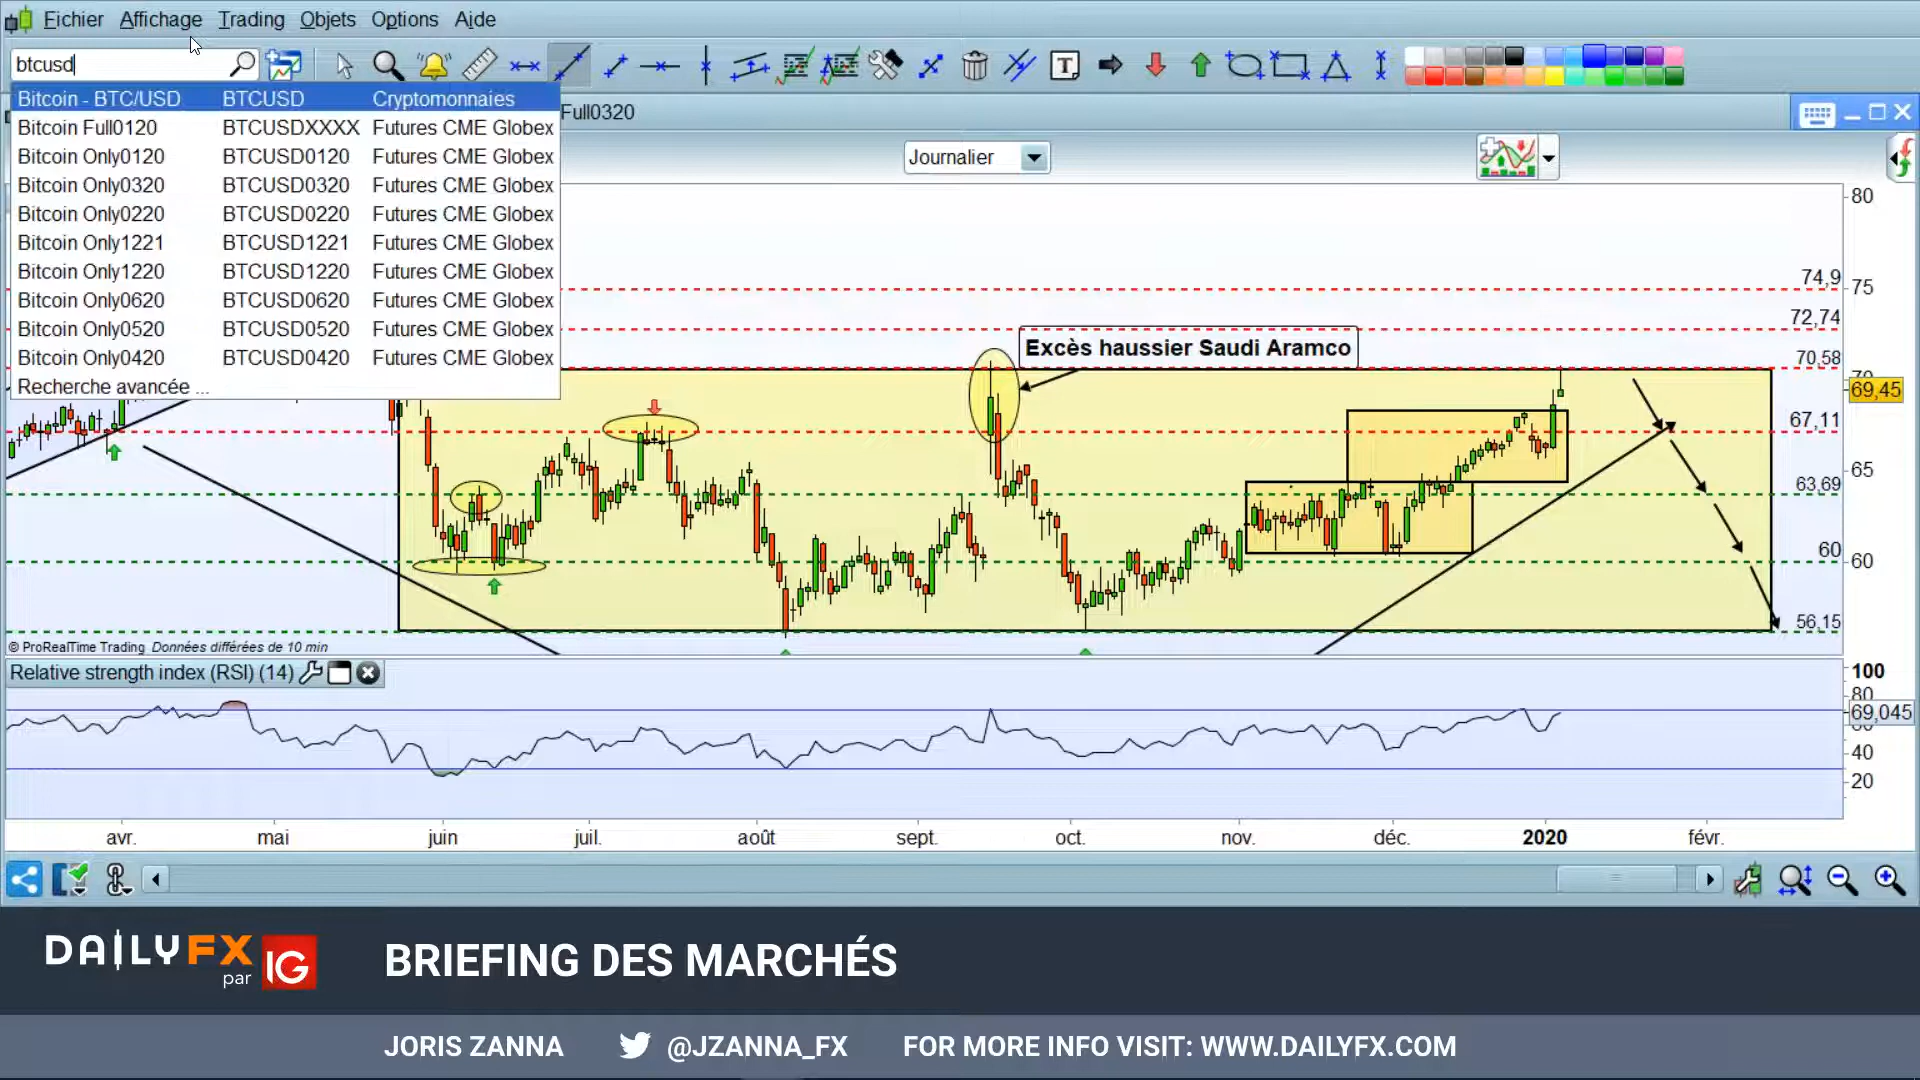 Fichier Affichage Trading Objets Options Aide
btcusd
Bitcoin - BTC/USD BTCUSD Cryptomonnaies
Bitcoin Full0120 BTCUSDXXXX Futures CME Globex
Bitcoin Only0120 BTCUSD0120 Futures CME Globex
Bitcoin Only0320 BTCUSD0320 Futures CME Globex
Bitcoin Only0220 BTCUSD0220 Futures CME Globex
Bitcoin Only1221 BTCUSD1221 Futures CME Globex
Bitcoin Only1220 BTCUSD1220 Futures CME Globex
Bitcoin Only0620 BTCUSD0620 Futures CME Globex
Bitcoin Only0520 BTCUSD0520 Futures CME Globex
Bitcoin Only0420 BTCUSD0420 Futures CME Globex
Recherche avancée ...
Full0320
Journalier
T
80
74,9
75
72,74
Excès haussier Saudi Aramco
70,58
69,45
67,11
65
63,69
60
60
56,15
© ProRealTime Trading Données différées de 10 min
Relative strength index (RSI) (14)
100
80
69,045
40
20
avr. mai juin juil. août sept. oct. nov. déc. 2020 févr.
DAILYFX
par IG
BRIEFING DES MARCHÉS
JORIS ZANNA @JZANNA_FX FOR MORE INFO VISIT: WWW.DAILYFX.COM